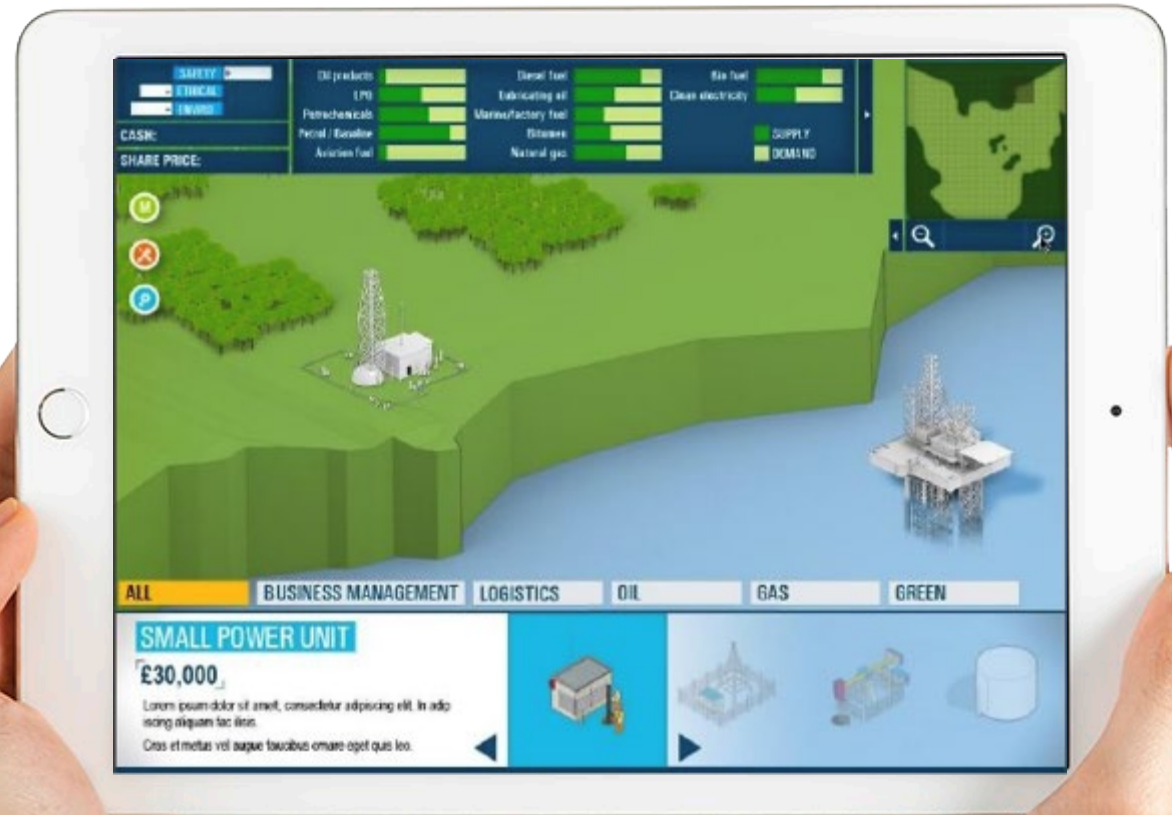 SAFETY
ETHICAL
ENVIRO
CASH:
SHARE PRICE:
Oil products
LPG
Petrochemicals
Petrol / Gasoline
Aviation fuel
Diesel fuel
Lubricating oil
Marine/factory fuel
Bitumen
Natural gas
Bio fuel
Clean electricity
SUPPLY
DEMAND
M
ALL
BUSINESS MANAGEMENT
LOGISTICS
OIL
GAS
GREEN
SMALL POWER UNIT
£30,000
Lorem ipsum dolor sit amet, consectetur adipiscing elit. In adip
iscing aliquam fac ilisis.
Cras et metus vel augue faucibus ornare eget quis leo.